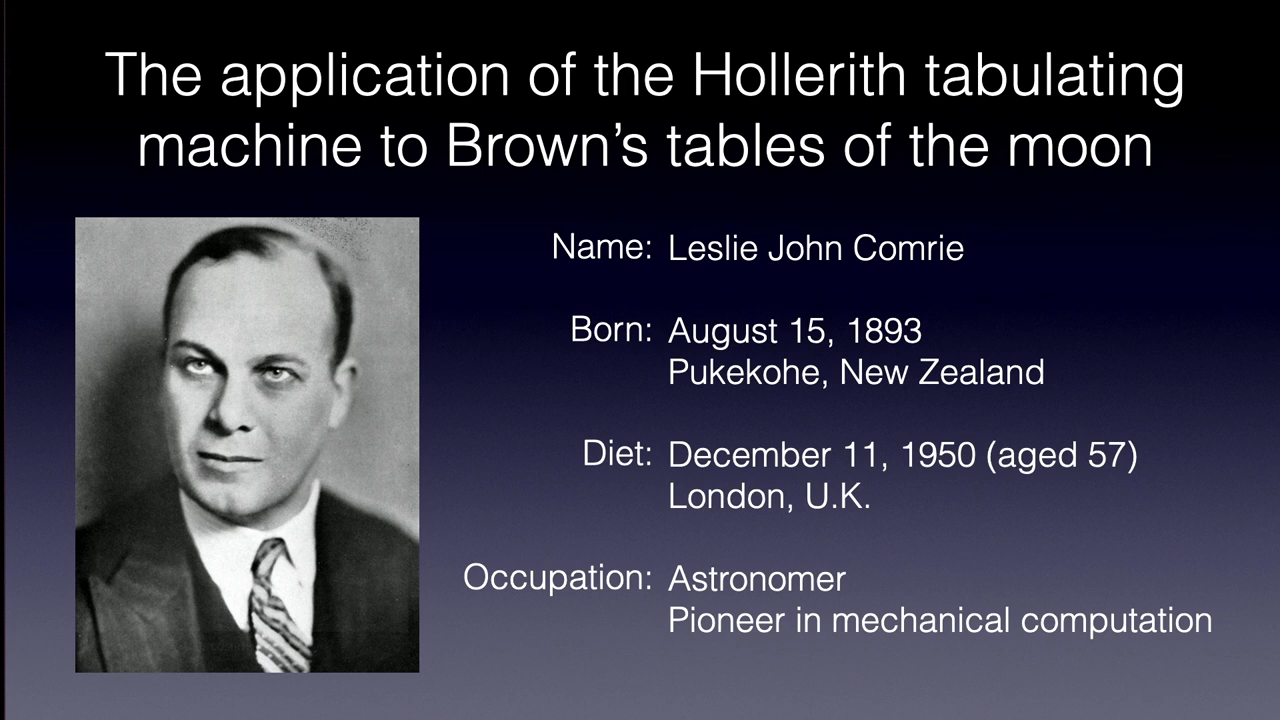 The application of the Hollerith tabulating
machine to Brown’s tables of the moon
Name: Leslie John Comrie
Born: August 15, 1893
Pukekohe, New Zealand
Diet: December 11, 1950 (aged 57)
London, U.K.
Occupation: Astronomer
Pioneer in mechanical computation